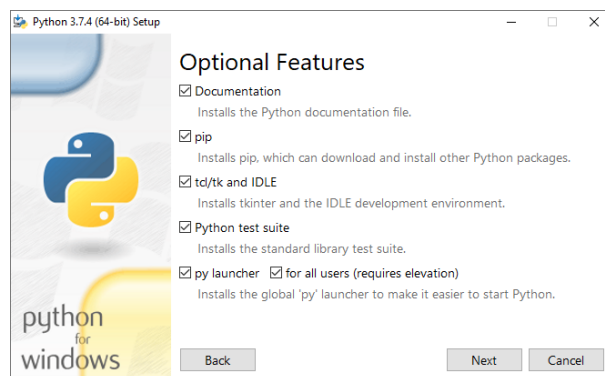 Python 3.7.4 (64-bit) Setup
Optional Features
Documentation
Installs the Python documentation file.
pip
Installs pip, which can download and install other Python packages.
tcl/tk and IDLE
Installs tkinter and the IDLE development environment.
Python test suite
Installs the standard library test suite.
py launcher for all users (requires elevation)
Installs the global 'py' launcher to make it easier to start Python.
python
for
windows
Back Next Cancel